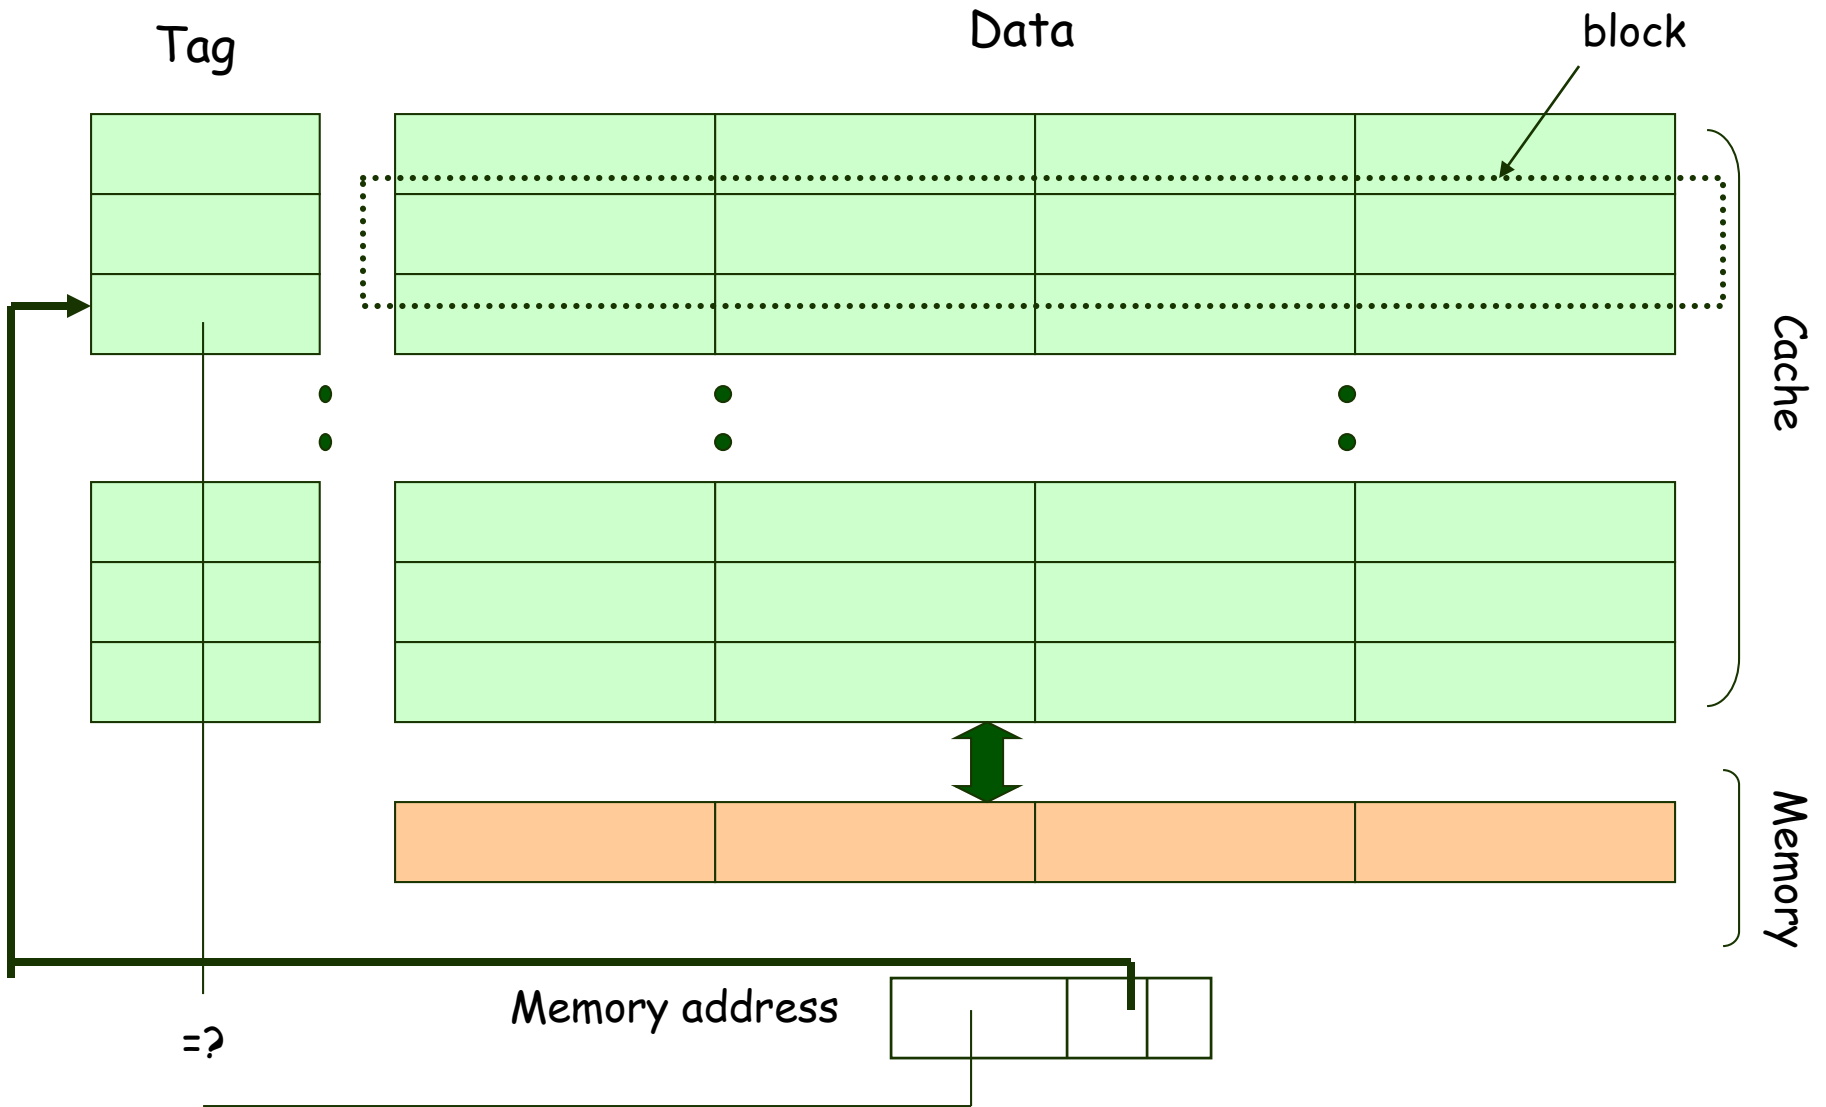 Tag
Data
block
Cache
Memory
Memory address
=?